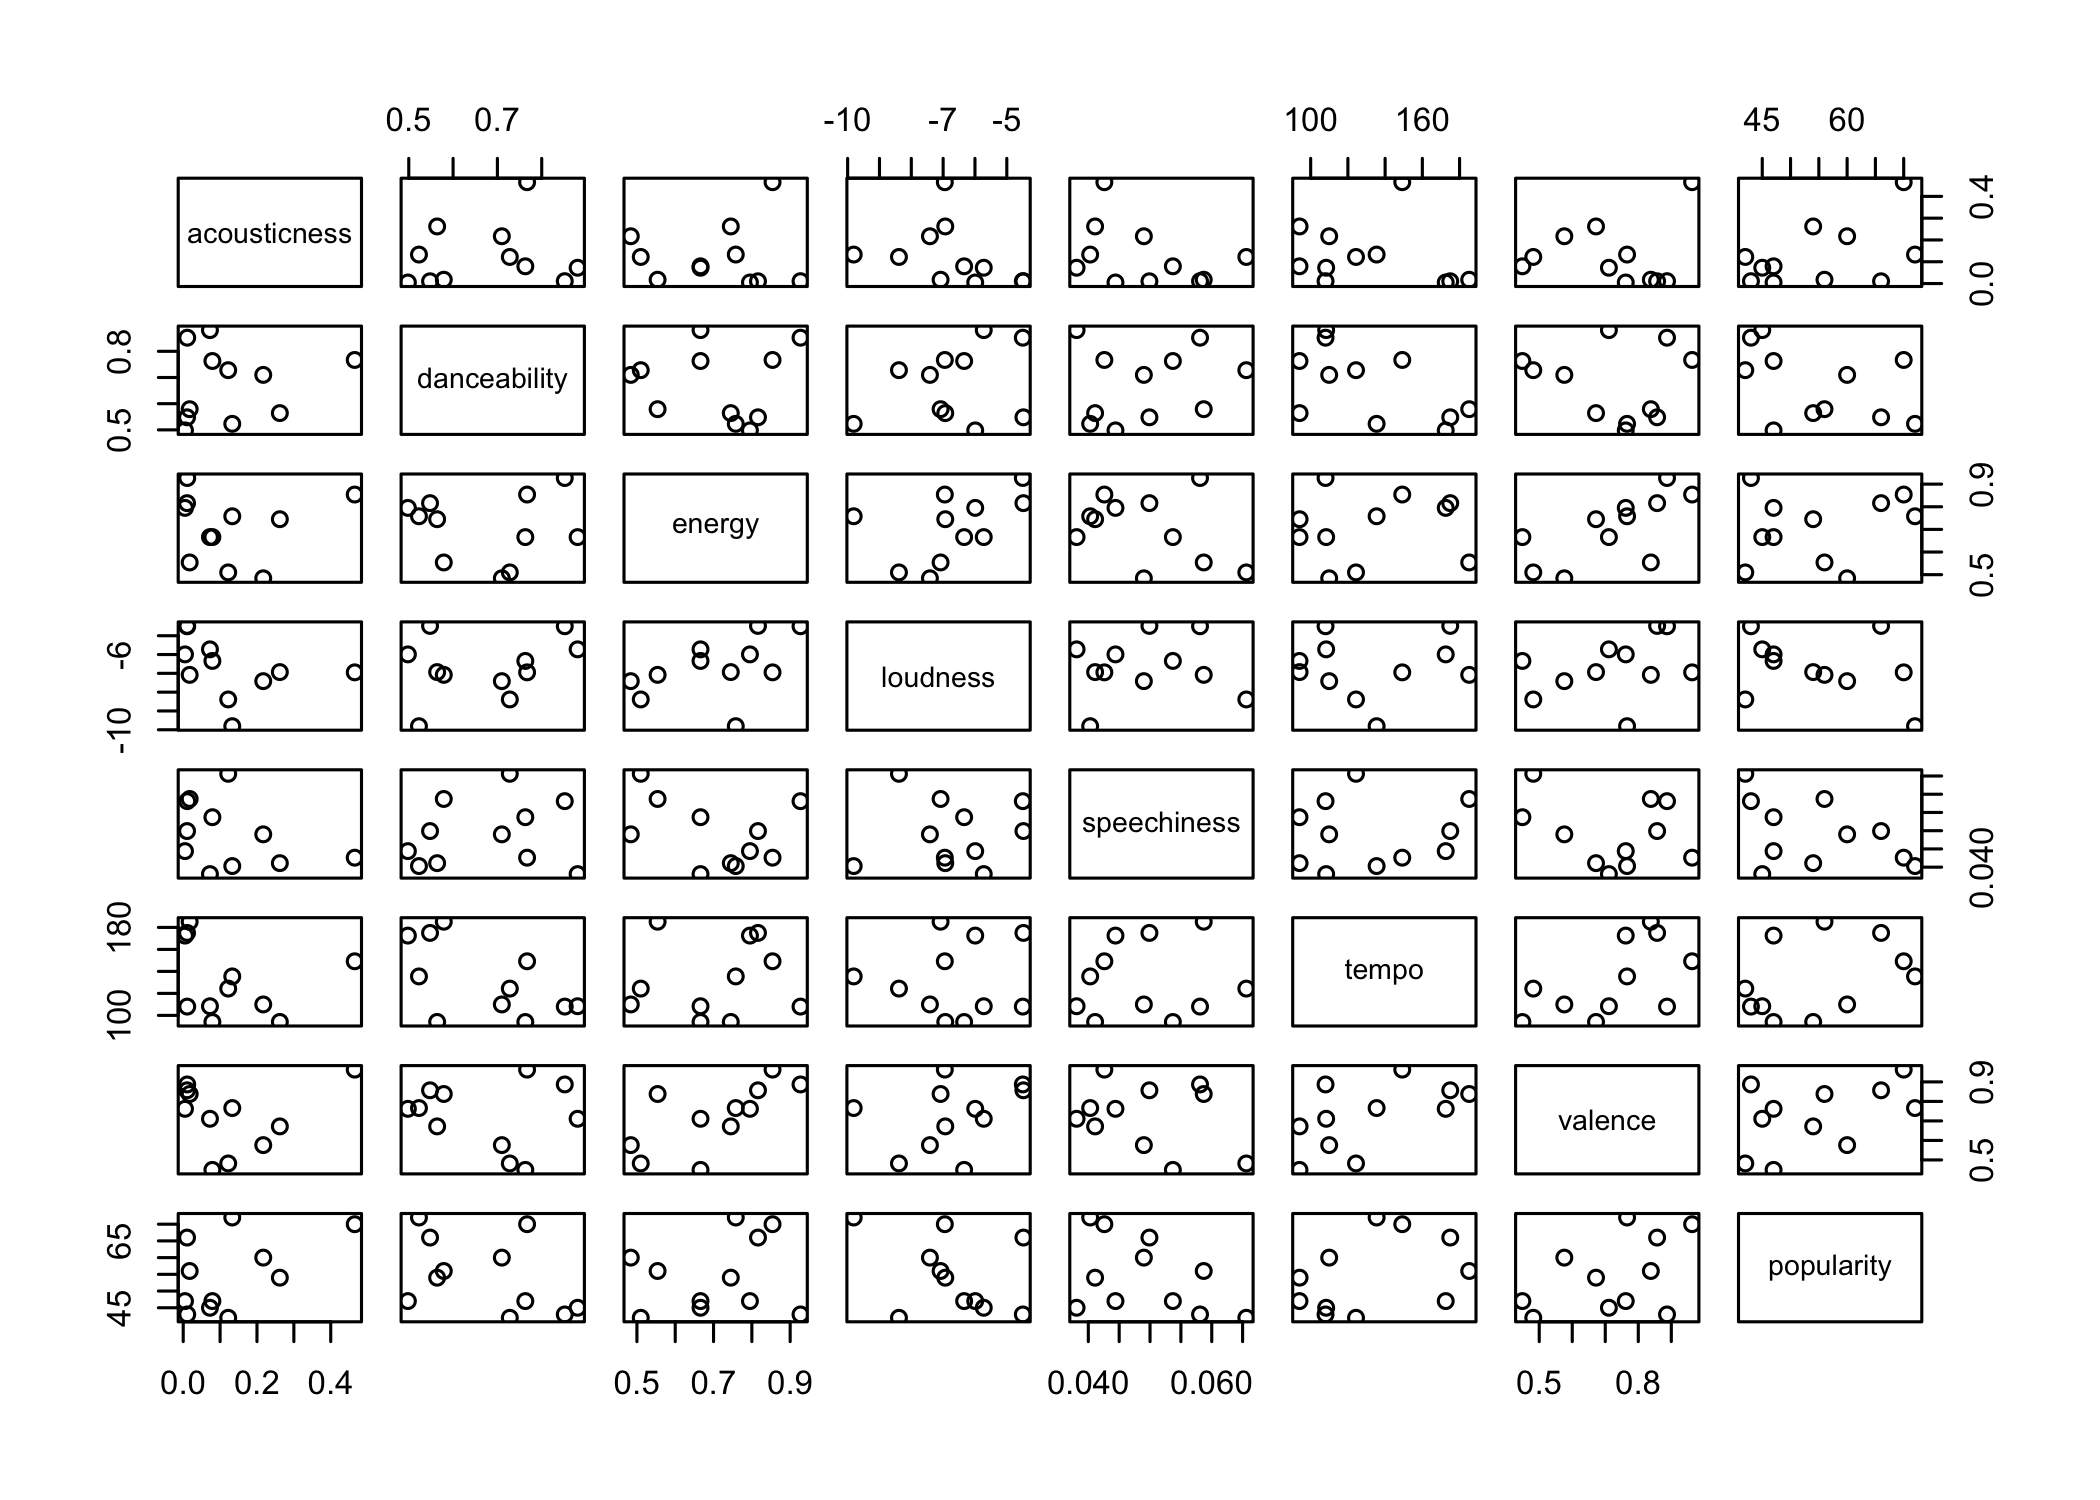 0.5 0.7 -10 -7 -5 100 160 45 60
acousticness 0.0 0.4
0.5 0.8 danceability
energy 0.5 0.9
-10 -6 loudness
speechiness 0.040
100 180 tempo
valence 0.5 0.9
45 65 popularity
0.0 0.2 0.4 0.5 0.7 0.9 0.040 0.060 0.5 0.8